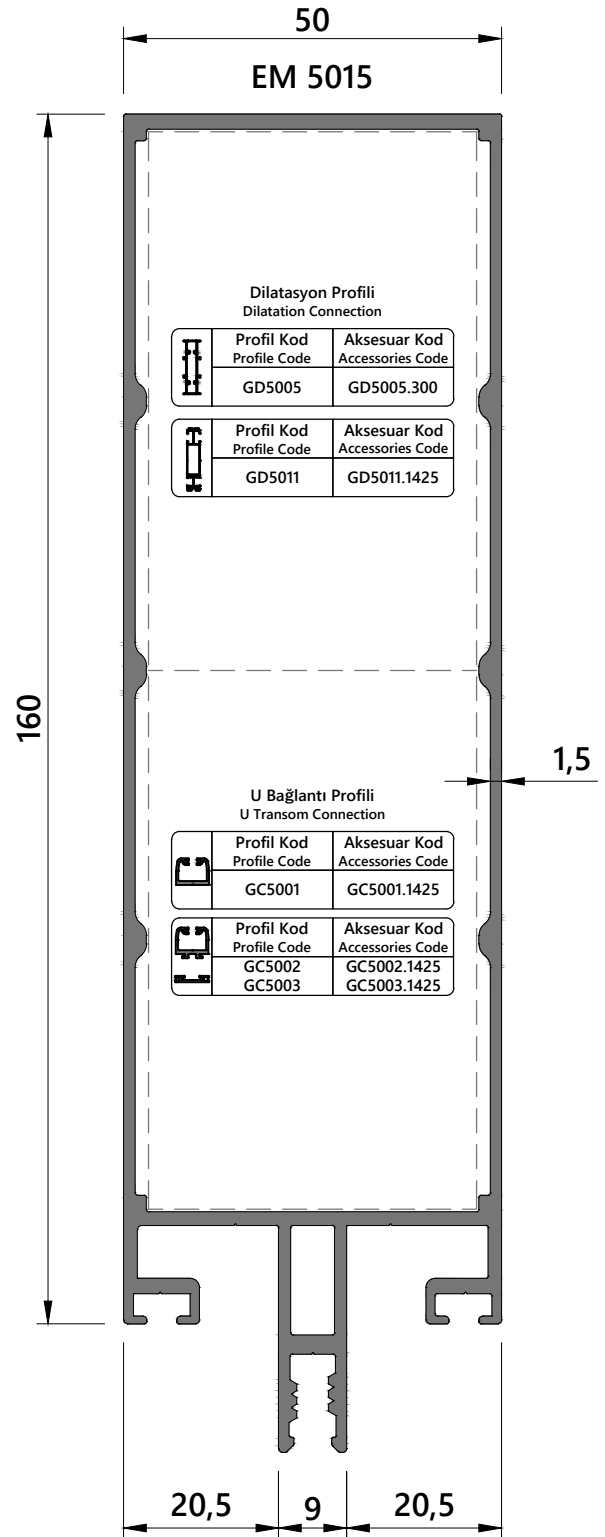 50
EM 5015
Dilatasyon Profili
Dilatation Connection
Profil Kod Aksesuar Kod
Profile Code Accessories Code
GD5005 GD5005.300
Profil Kod Aksesuar Kod
Profile Code Accessories Code
GD5011 GD5011.1425
160
1,5
U Bağlantı Profili
U Transom Connection
Profil Kod Aksesuar Kod
Profile Code Accessories Code
GC5001 GC5001.1425
Profil Kod Aksesuar Kod
Profile Code Accessories Code
GC5002 GC5002.1425
GC5003 GC5003.1425
20,5 9 20,5